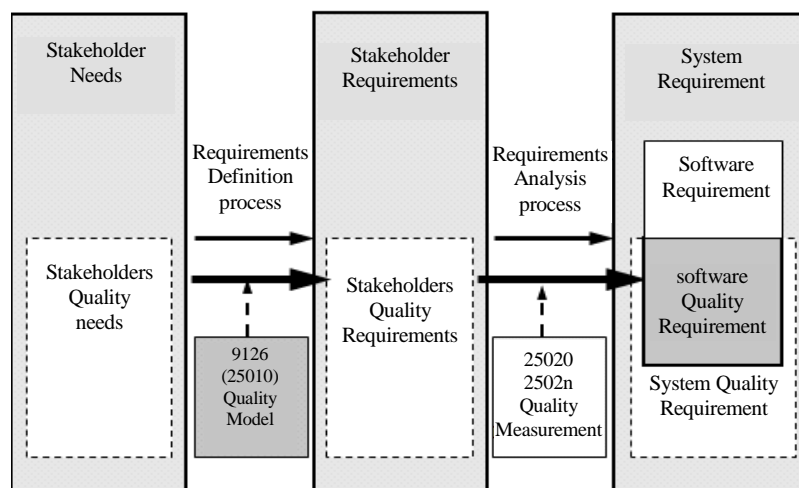 Stakeholder
Needs
Stakeholder
Requirements
System
Requirement
Requirements
Definition
process
Requirements
Analysis
process
Software
Requirement
Stakeholders
Quality
needs
Stakeholders
Quality
Requirements
software
Quality
Requirement
9126
(25010)
Quality
Model
25020
2502n
Quality
Measurement
System Quality
Requirement